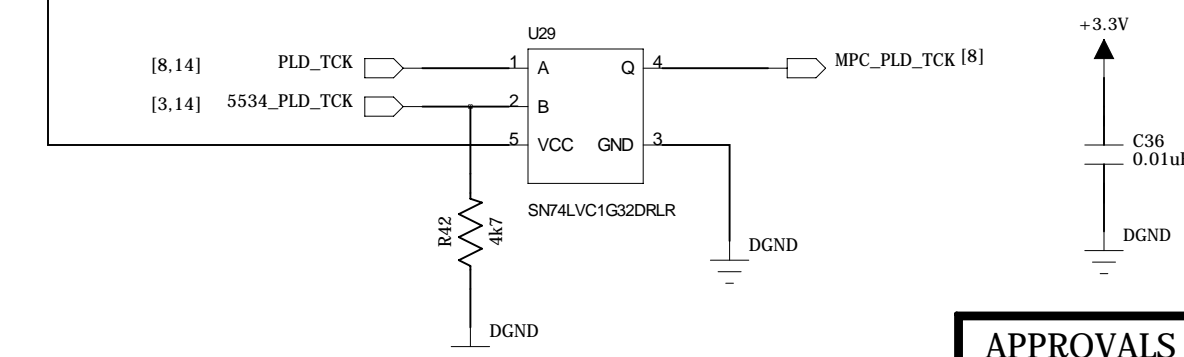 +3.3V
U29
[8,14] PLD_TCK 1 A Q 4 MPC_PLD_TCK [8]
[3,14] 5534_PLD_TCK 2 B
5 VCC GND 3
C36
0.01u
SN74LVC1G32DRLR
R42
4k7
DGND
DGND
DGND
APPROVALS